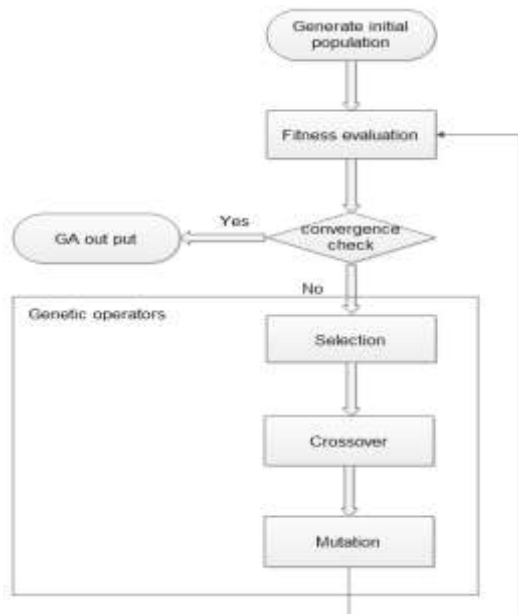 Generate initial
population
Fitness evaluation
convergence
check
Yes
GA out put
No
Genetic operators
Selection
Crossover
Mutation